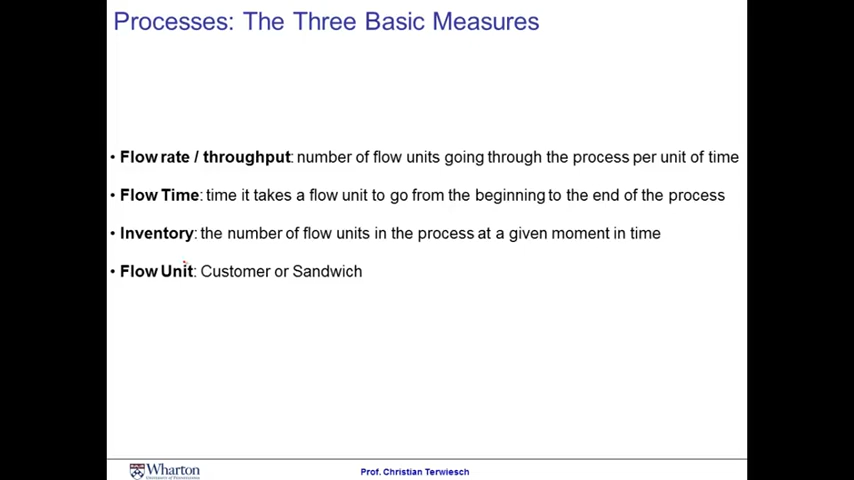 Processes: The Three Basic Measures
• Flow rate / throughput: number of flow units going through the process per unit of time
• Flow Time: time it takes a flow unit to go from the beginning to the end of the process
• Inventory: the number of flow units in the process at a given moment in time
• Flow Unit: Customer or Sandwich
Wharton
University of Pennsylvania
Prof. Christian Terwiesch